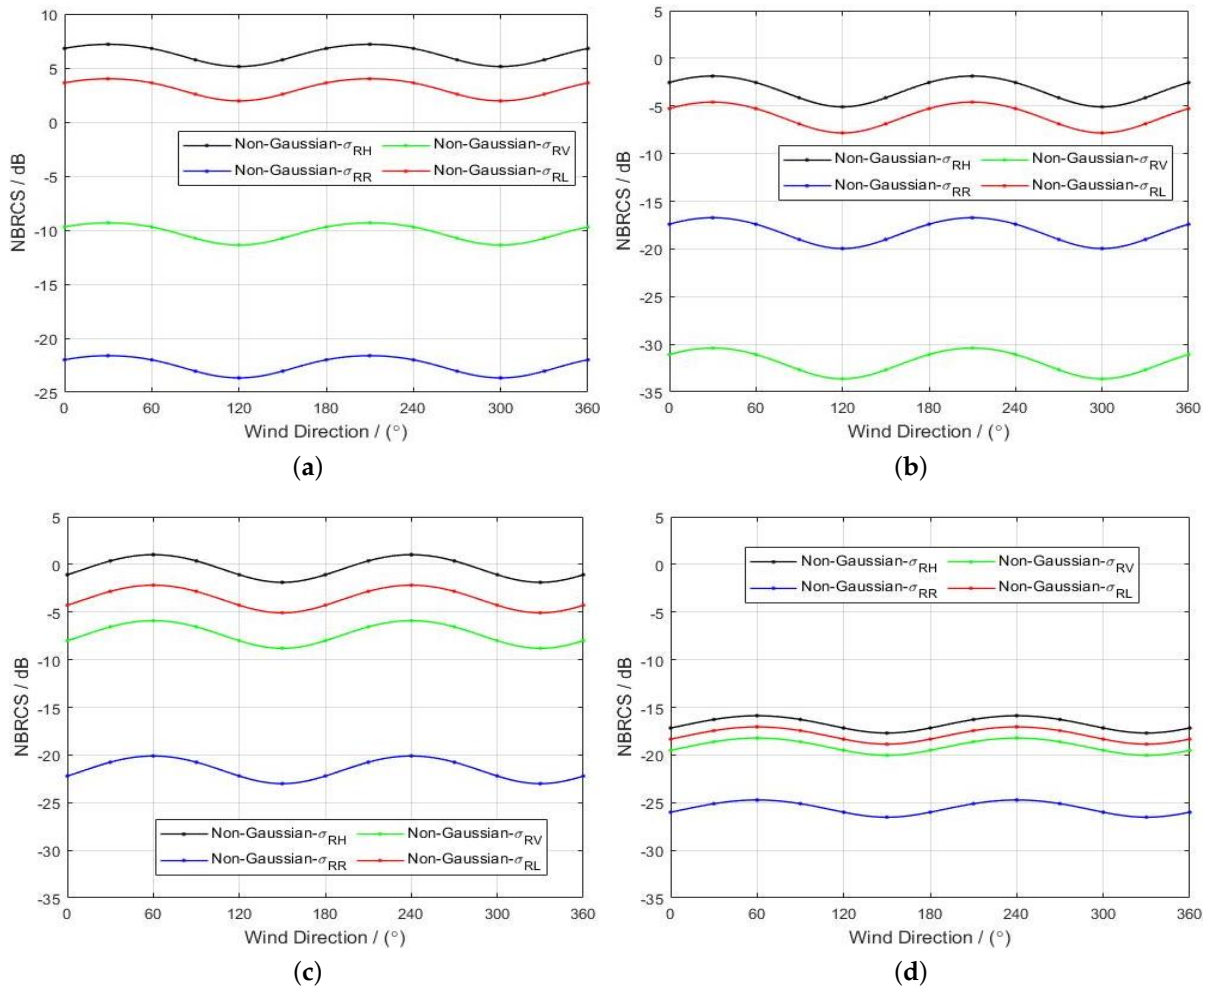 10
5
0
-5
-10
-15
-20
-25
NBRCS / dB
Non-Gaussian-σRH Non-Gaussian-σRV
Non-Gaussian-σRR Non-Gaussian-σRL
0 60 120 180 240 300 360
Wind Direction / (°)
(a)
5
0
-5
-10
-15
-20
-25
-30
-35
NBRCS / dB
Non-Gaussian-σRH Non-Gaussian-σRV
Non-Gaussian-σRR Non-Gaussian-σRL
0 60 120 180 240 300 360
Wind Direction / (°)
(b)
5
0
-5
-10
-15
-20
-25
-30
-35
NBRCS / dB
Non-Gaussian-σRH Non-Gaussian-σRV
Non-Gaussian-σRR Non-Gaussian-σRL
0 60 120 180 240 300 360
Wind Direction / (°)
(c)
5
0
-5
-10
-15
-20
-25
-30
-35
NBRCS / dB
Non-Gaussian-σRH Non-Gaussian-σRV
Non-Gaussian-σRR Non-Gaussian-σRL
0 60 120 180 240 300 360
Wind Direction / (°)
(d)